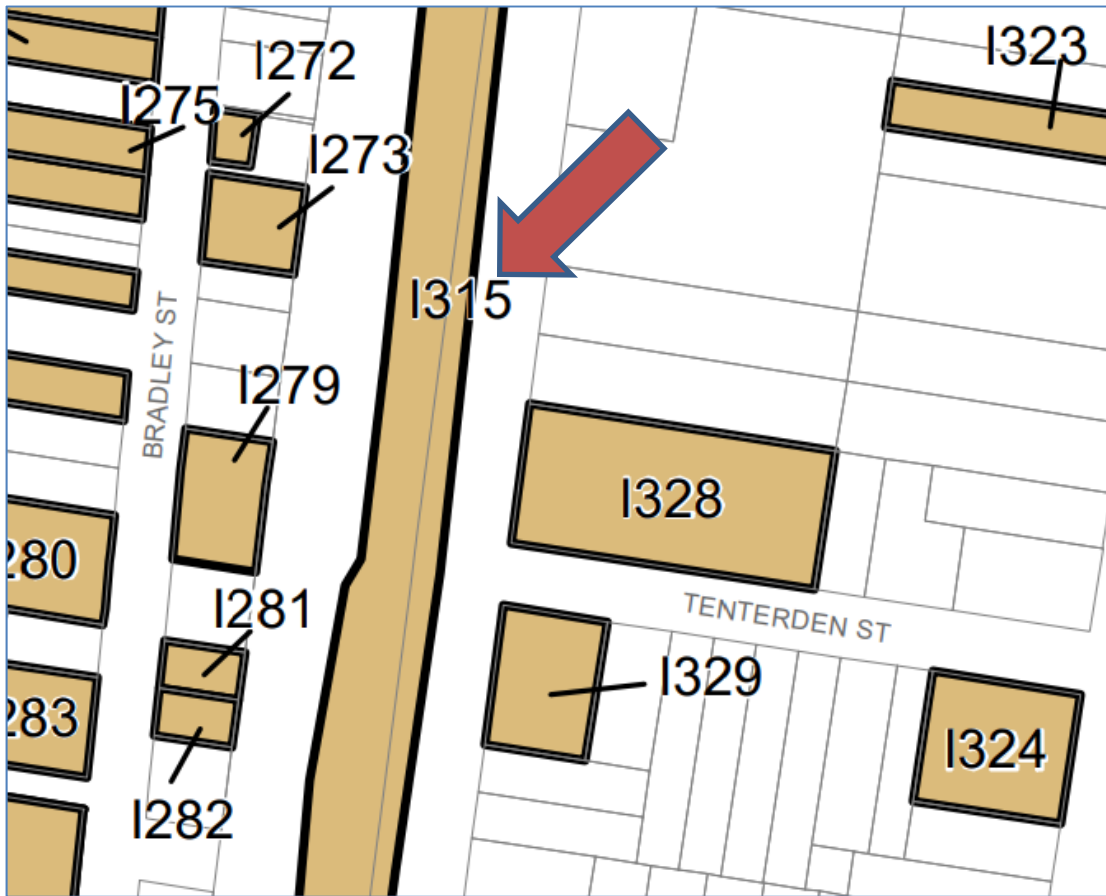 I323
I272
I275
I273
I315
BRADLEY ST
I279
I328
280
TENTERDEN ST
I281
I329
283
I324
I282